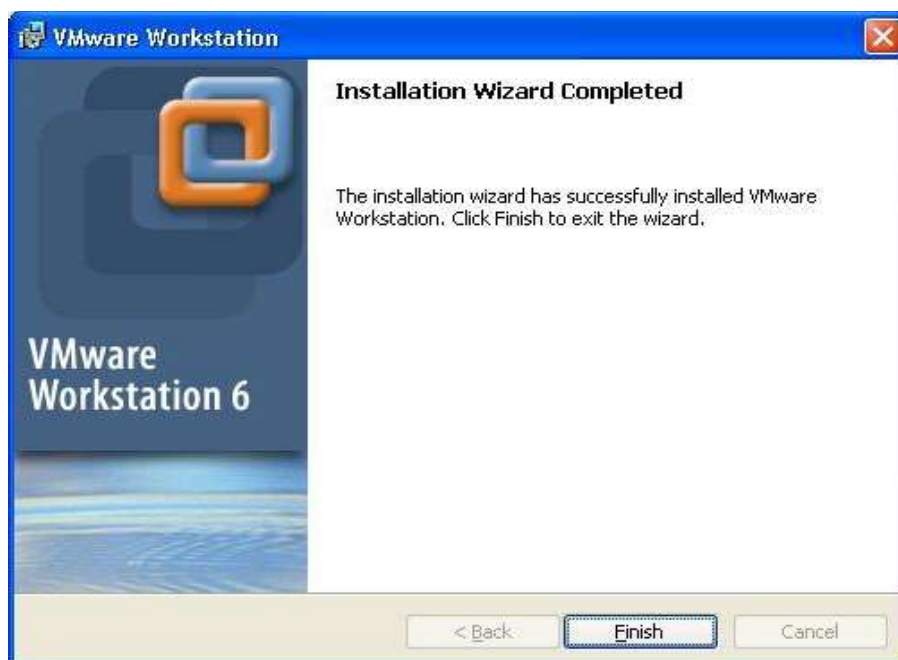 VMware Workstation
Installation Wizard Completed
The installation wizard has successfully installed VMware
Workstation. Click Finish to exit the wizard.
VMware
Workstation 6
< Back
Finish
Cancel